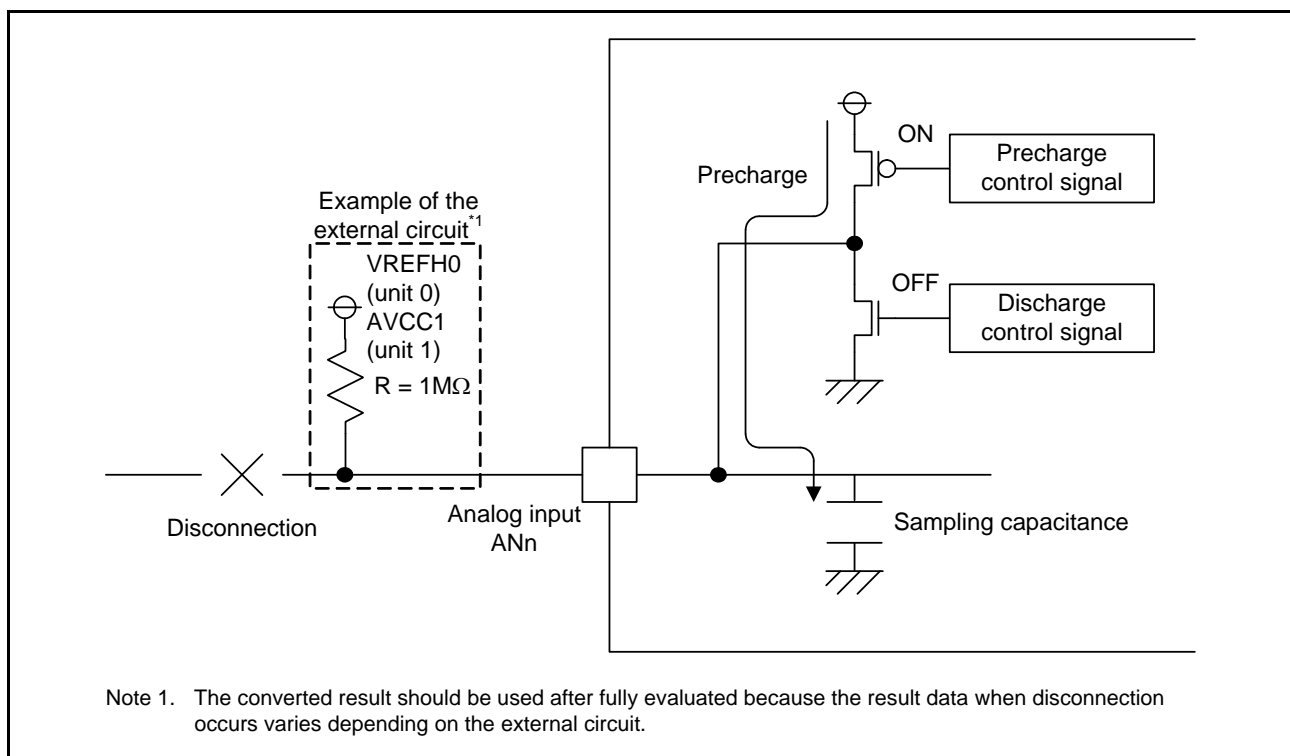 ON
Precharge
control signal
Precharge
Example of the
external circuit*1
VREFH0
(unit 0)
AVCC1
(unit 1)
R = 1MΩ
OFF
Discharge
control signal
Disconnection
Analog input
ANn
Sampling capacitance
Note 1. The converted result should be used after fully evaluated because the result data when disconnection
occurs varies depending on the external circuit.